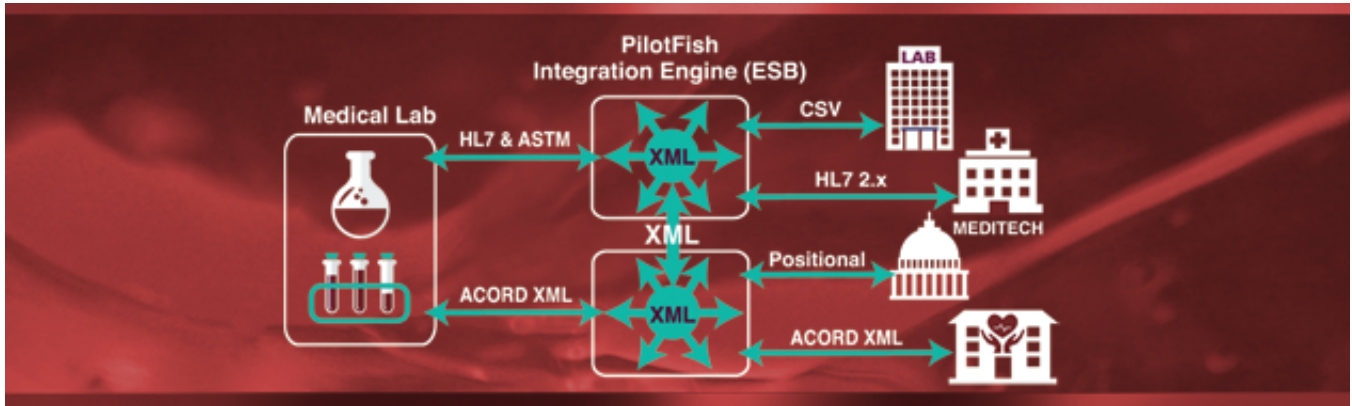 PilotFish
Integration Engine (ESB)
LAB
Medical Lab
CSV
HL7 & ASTM
XML
HL7 2.x
MEDITECH
XML
Positional
ACORD XML
XML
ACORD XML